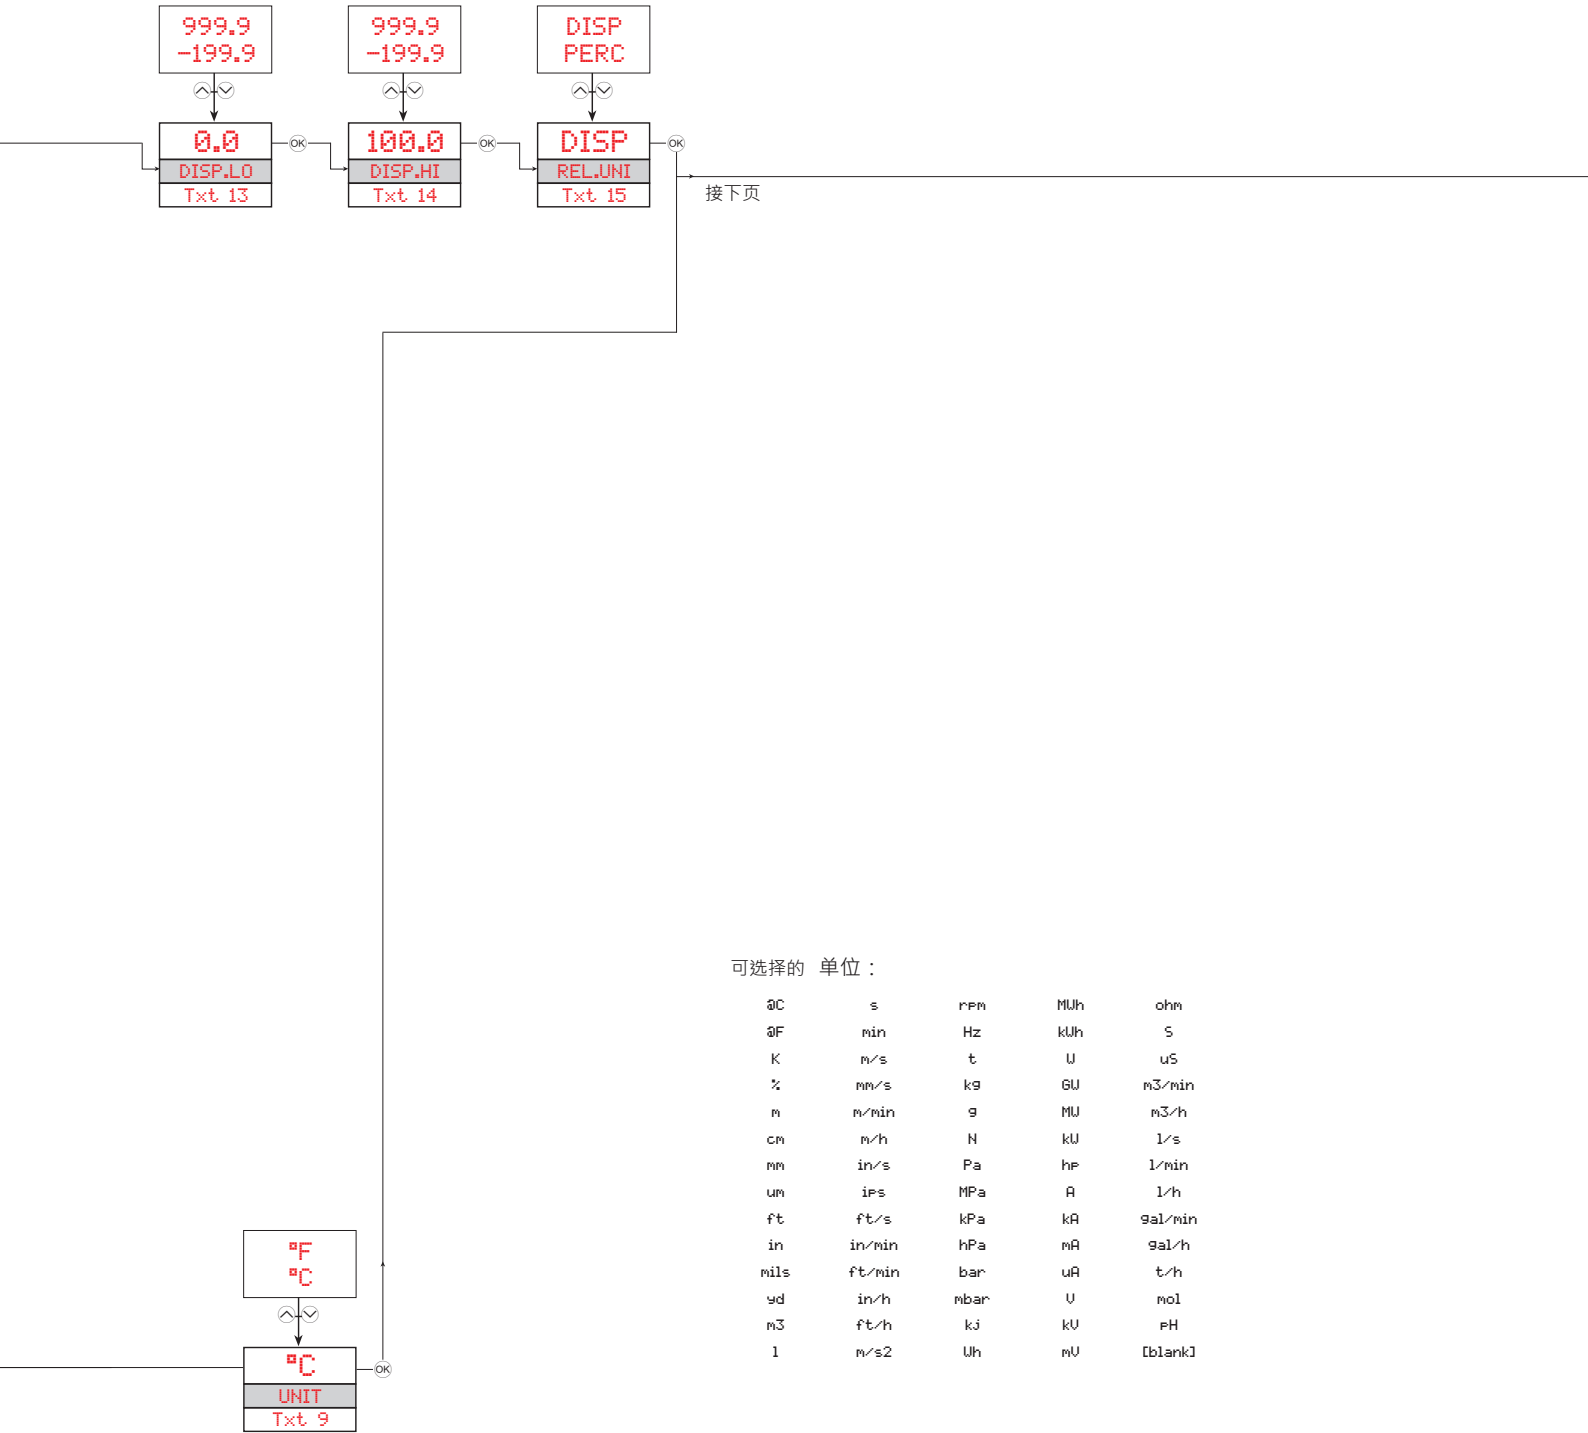 999.9
-199.9
999.9
-199.9
DISP
PERC
0.0
DISP.LO
Txt 13
OK
100.0
DISP.HI
Txt 14
OK
DISP
REL.UNI
Txt 15
OK
接下页
可选择的 单位：
@C s rpm MWh ohm
@F min Hz kWh S
K m/s t W uS
% mm/s kg GW m3/min
m m/min g MW m3/h
cm m/h N kW l/s
mm in/s Pa hp l/min
um ips MPa A l/h
ft ft/s kPa kA gal/min
in in/min hPa mA gal/h
mils ft/min bar uA t/h
yd in/h mbar V mol
m3 ft/h kj kV pH
l m/s2 Wh mV [blank]
°F
°C
°C
UNIT
Txt 9
OK